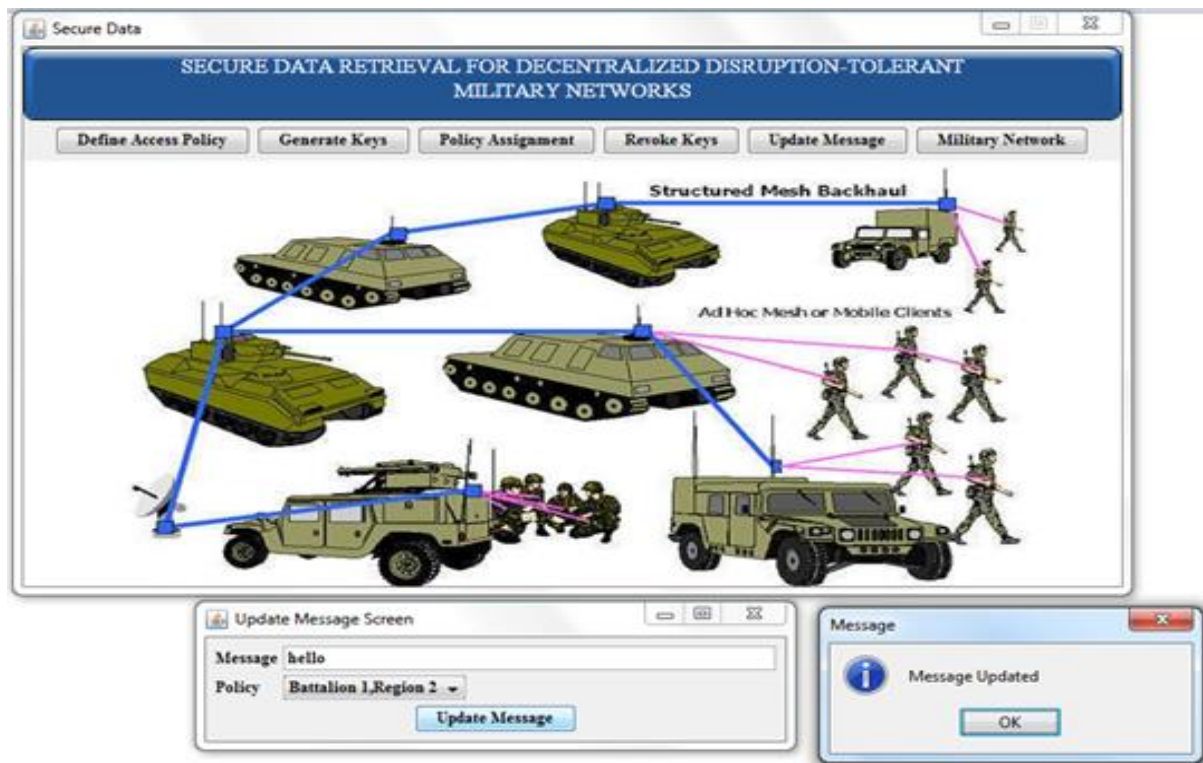 Secure Data
SECURE DATA RETRIEVAL FOR DECENTRALIZED DISRUPTION-TOLERANT
MILITARY NETWORKS
Define Access Policy Generate Keys Policy Assignment Revoke Keys Update Message Military Network
Structured Mesh Backhaul
Ad Hoc Mesh or Mobile Clients
Update Message Screen
Message hello
Policy Battalion 1,Region 2
Update Message
Message
Message Updated
OK